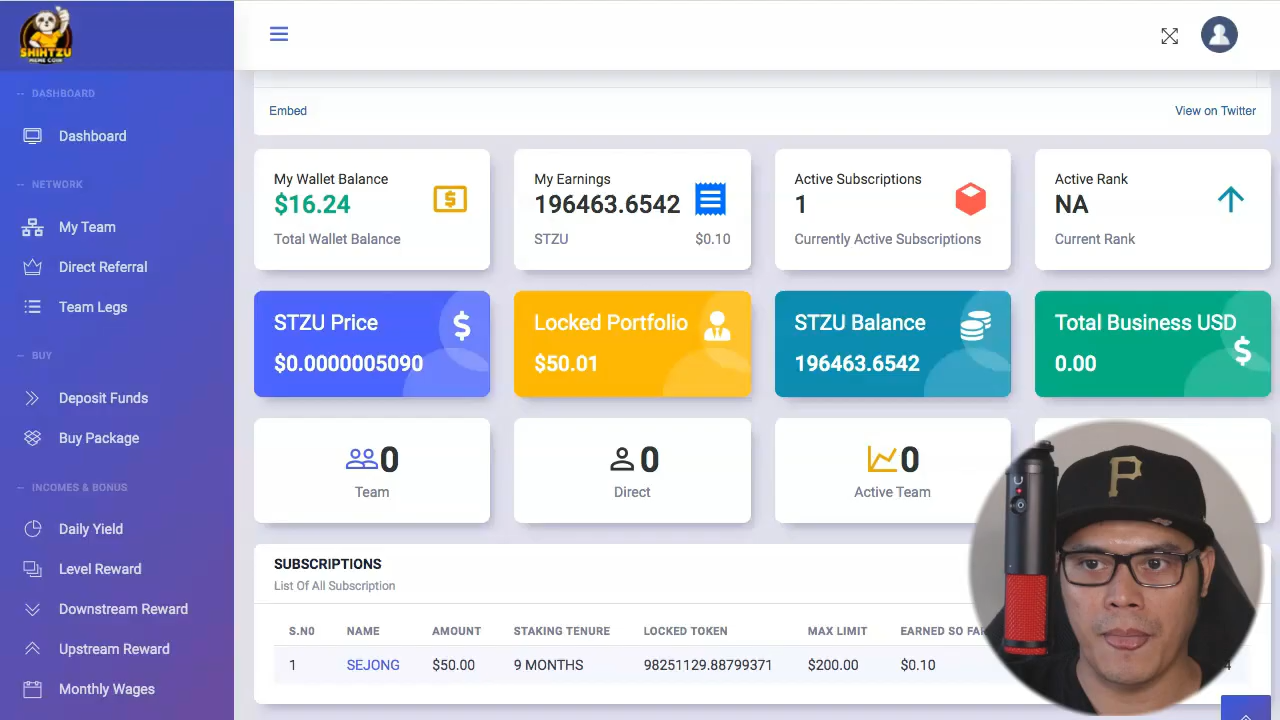 SHIHTZU
MEME COIN
-- DASHBOARD
Dashboard
-- NETWORK
My Team
Direct Referral
Team Legs
-- BUY
Deposit Funds
Buy Package
-- INCOMES & BONUS
Daily Yield
Level Reward
Downstream Reward
Upstream Reward
Monthly Wages
Embed
View on Twitter
My Wallet Balance
$16.24
Total Wallet Balance
My Earnings
196463.6542
STZU $0.10
Active Subscriptions
1
Currently Active Subscriptions
Active Rank
NA
Current Rank
STZU Price
$0.0000005090
Locked Portfolio
$50.01
STZU Balance
196463.6542
Total Business USD
0.00
0
Team
0
Direct
0
Active Team
P
SUBSCRIPTIONS
List Of All Subscription
S.NO NAME AMOUNT STAKING TENURE LOCKED TOKEN MAX LIMIT EARNED SO FA
1 SEJONG $50.00 9 MONTHS 98251129.88799371 $200.00 $0.10